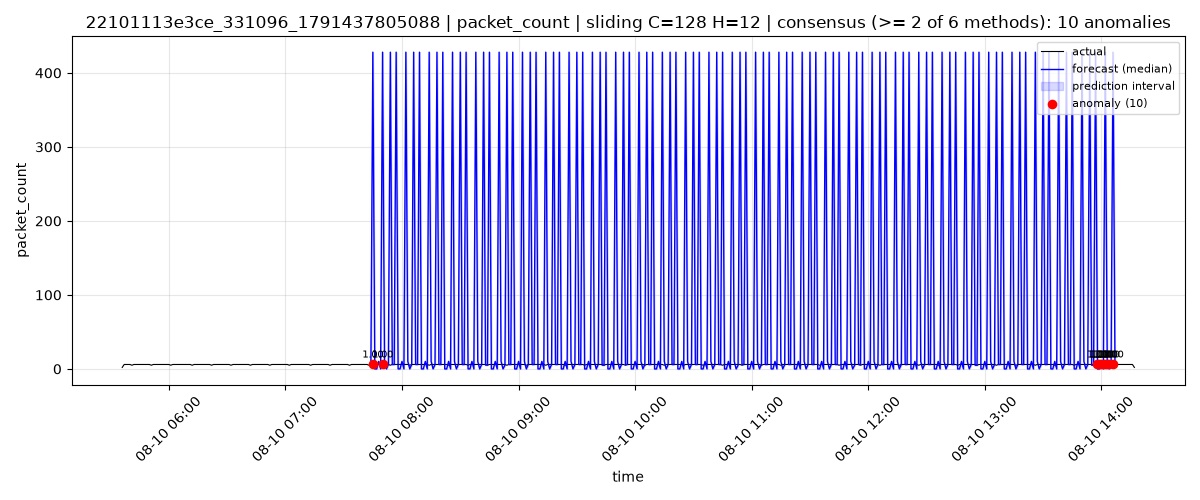 22101113e3ce_331096_1791437805088 | packet_count | sliding C=128 H=12 | consensus (>= 2 of 6 methods): 10 anomalies
actual
forecast (median)
prediction interval
anomaly (10)
packet_count
400
300
200
100
0
08-10 06:00
08-10 07:00
08-10 08:00
08-10 09:00
08-10 10:00
08-10 11:00
08-10 12:00
08-10 13:00
08-10 14:00
time